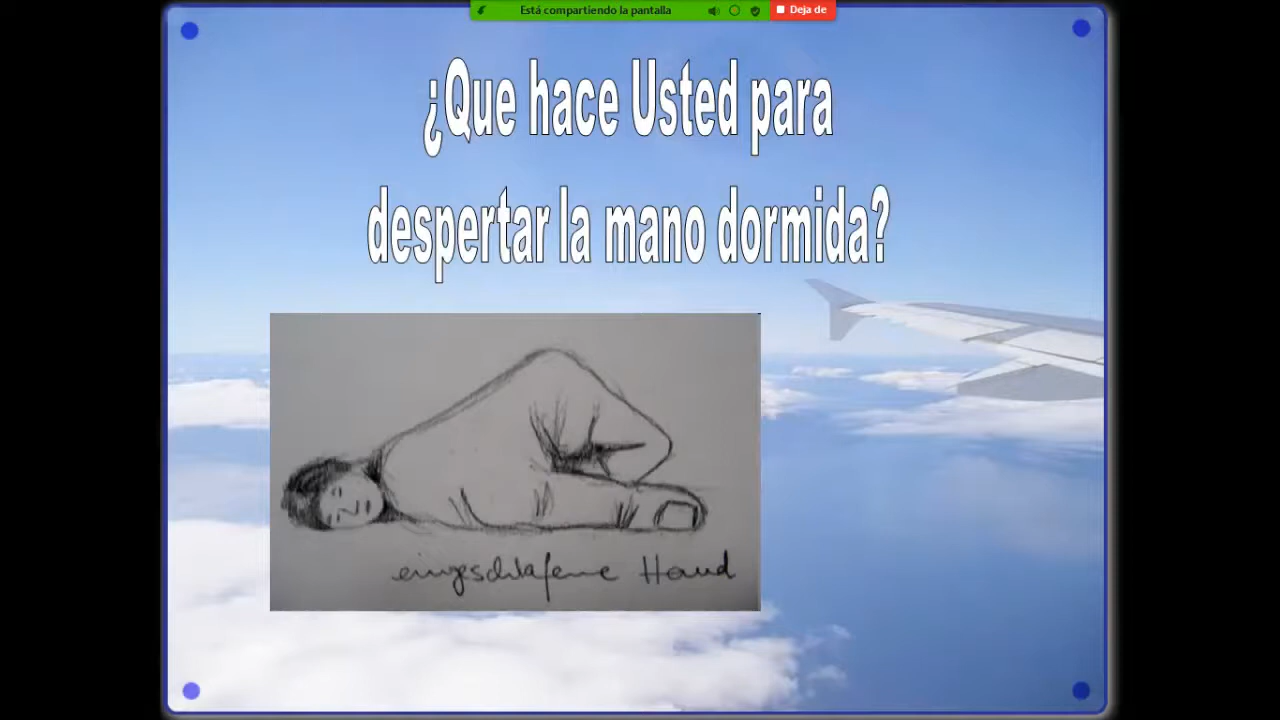 Está compartiendo la pantalla
Deja de
¿Que hace Usted para
despertar la mano dormida?
eingeschlafene Hand